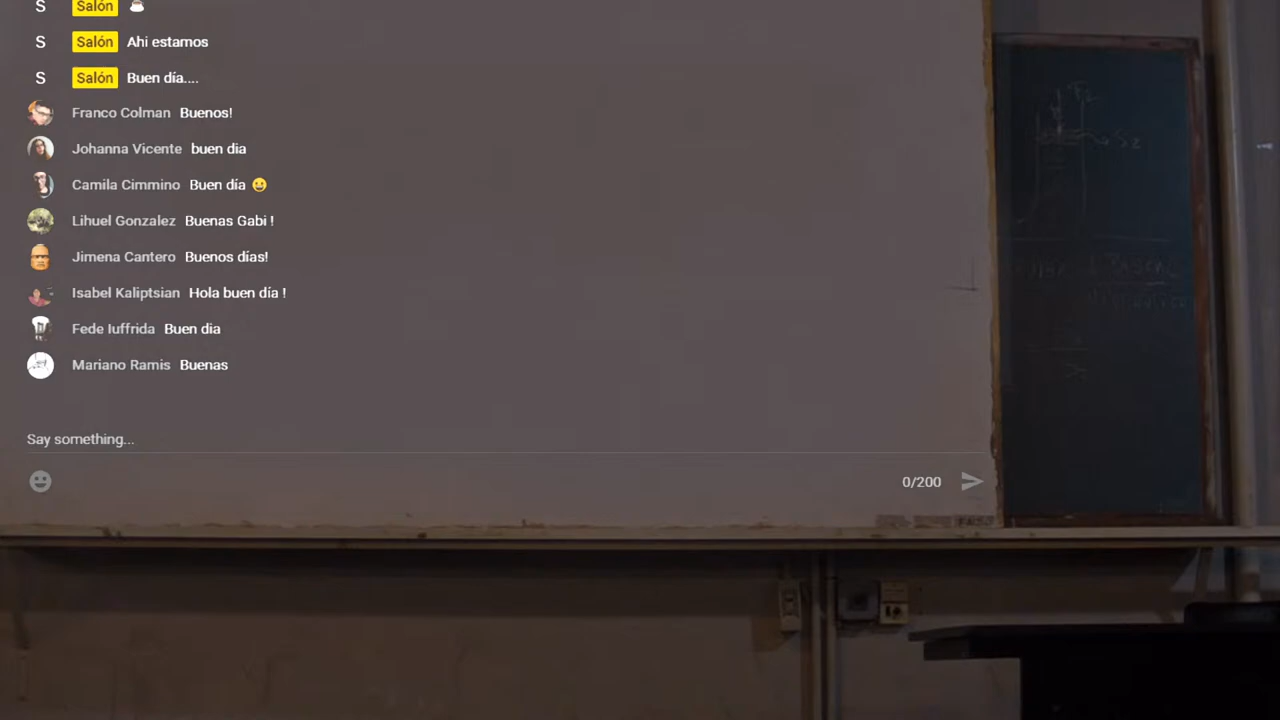 S Salón ☕
S Salón Ahi estamos
S Salón Buen día....
Franco Colman Buenos!
Johanna Vicente buen dia
Camila Cimmino Buen día 😀
Lihuel Gonzalez Buenas Gabi !
Jimena Cantero Buenos días!
Isabel Kaliptsian Hola buen día !
Fede Iuffrida Buen dia
Mariano Ramis Buenas
Say something...
0/200